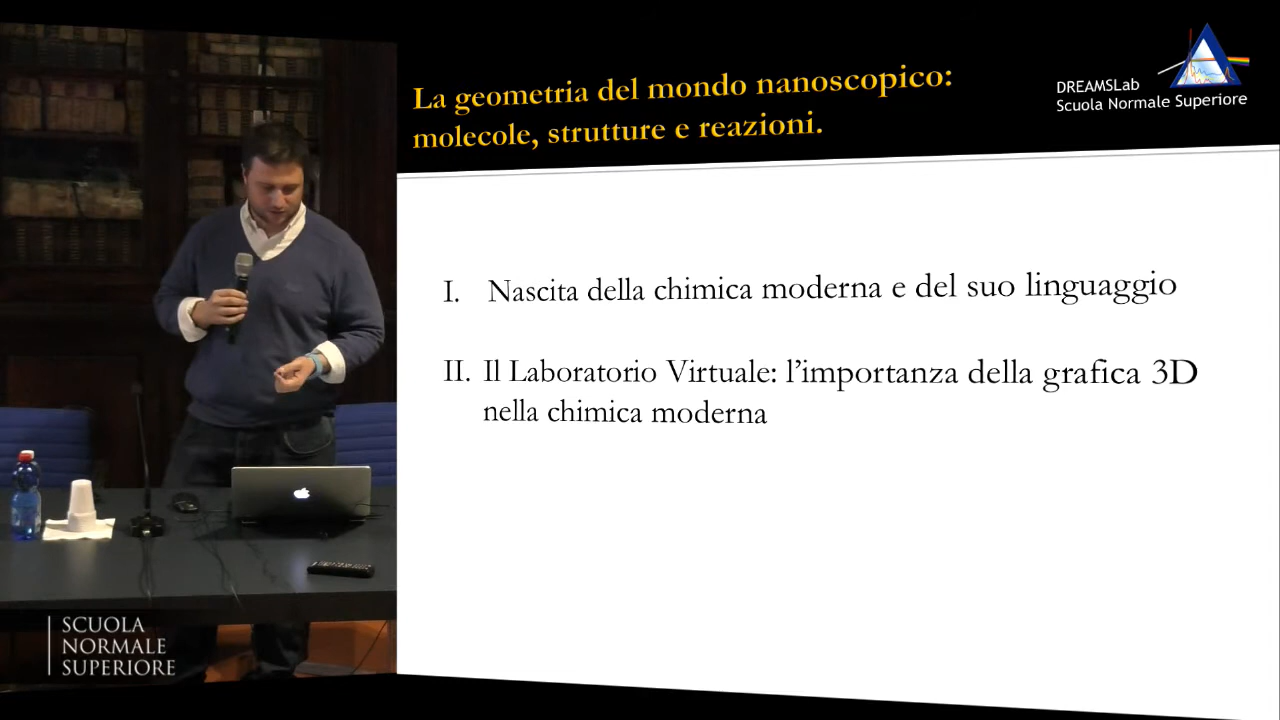 La geometria del mondo nanoscopico:
molecole, strutture e reazioni.
DREAMSLab
Scuola Normale Superiore
I. Nascita della chimica moderna e del suo linguaggio
II. Il Laboratorio Virtuale: l’importanza della grafica 3D
nella chimica moderna
SCUOLA
NORMALE
SUPERIORE